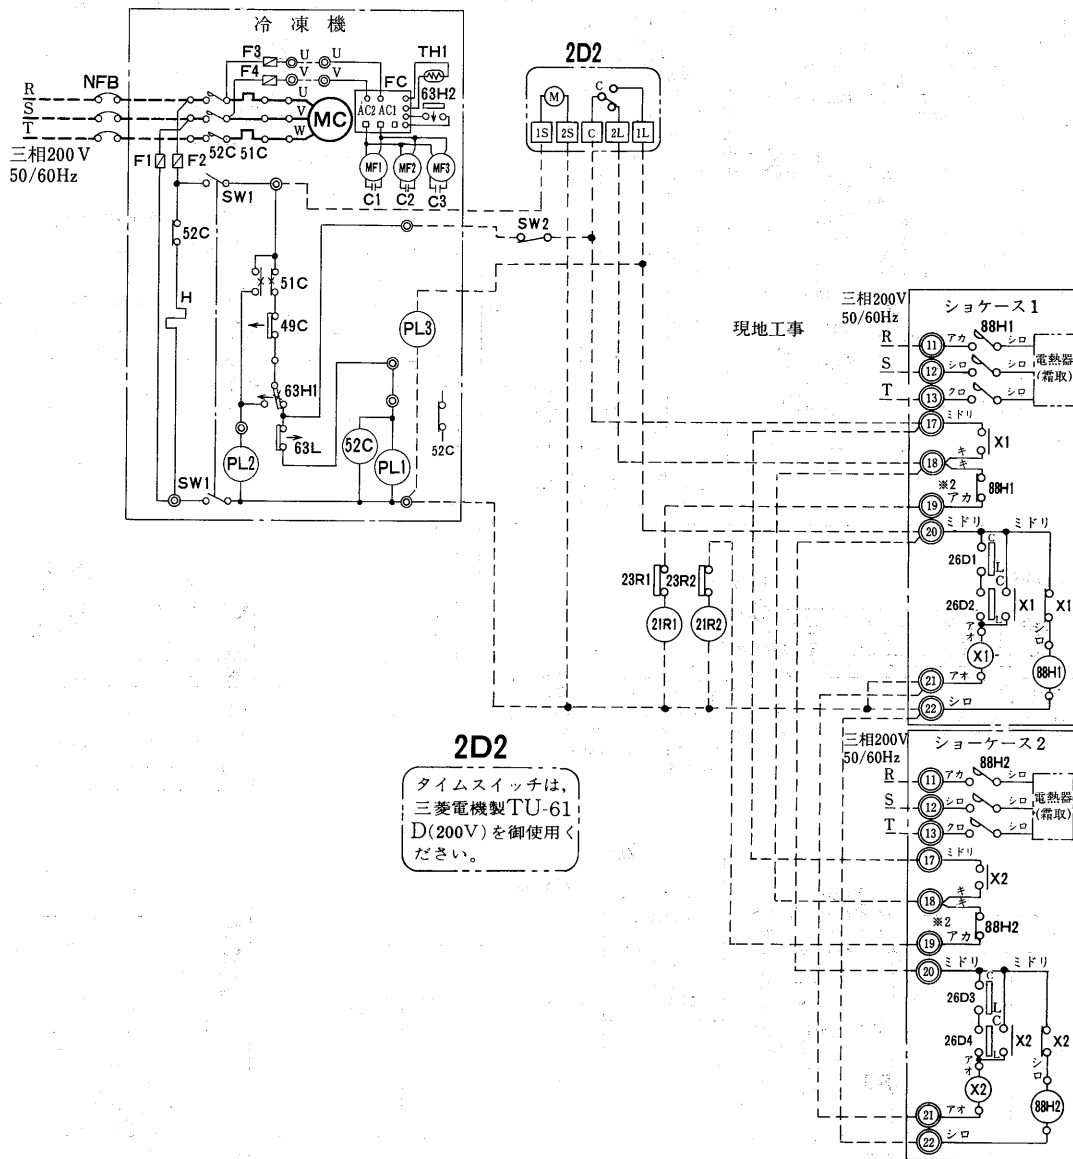 冷凍機
F3
U
U
F4
V
V
TH1
FC
63H2
NFB
R
S
T
U
V
W
MC
AC2 AC1
三相200V
50/60Hz
F1
F2
52C
51C
MF1
MF2
MF3
C1
C2
C3
SW1
52C
H
51C
49C
63H1
63L
PL2
52C
PL1
PL3
52C
SW1
2D2
M
C
1S
2S
C
2L
1L
SW2
現地工事
23R1
23R2
21R1
21R2
2D2
タイムスイッチは,
三菱電機製TU-61
D(200V)を御使用く
ださい。
三相200V
50/60Hz
ショケース1
R
11
アカ
88H1
シロ
S
12
シロ
シロ
T
13
クロ
シロ
電熱器
(霜取)
17
ミドリ
X1
18
キ
キ
※2
88H1
19
アカ
20
ミドリ
ミドリ
C
26D1
L
C
26D2
L
X1
X1
アオ
シロ
X1
88H1
21
アオ
22
シロ
三相200V
50/60Hz
ショーケース2
R
11
アカ
88H2
シロ
S
12
シロ
シロ
T
13
クロ
シロ
電熱器
(霜取)
17
ミドリ
X2
18
キ
キ
※2
88H2
19
アカ
20
ミドリ
ミドリ
C
26D3
L
C
26D4
L
X2
X2
アオ
シロ
X2
88H2
21
アオ
22
シロ